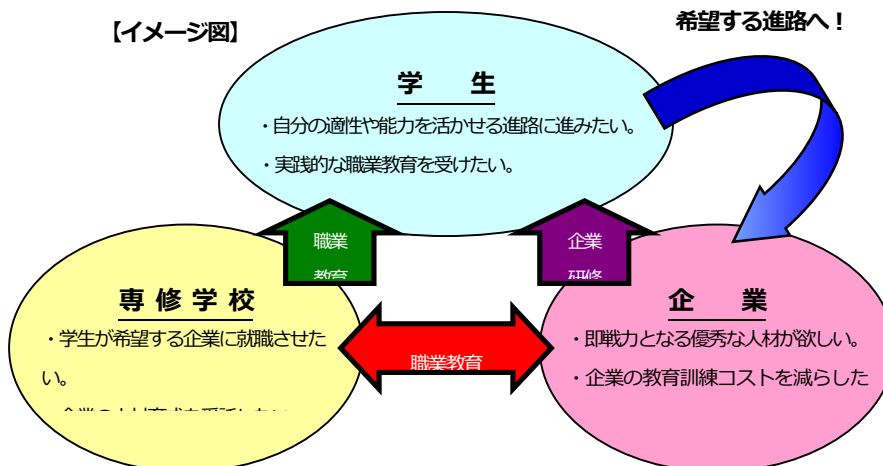 【イメージ図】
希望する進路へ！
学　生
・自分の適性や能力を活かせる進路に進みたい。
・実践的な職業教育を受けたい。
職業
教育
企業
研修
専修学校
・学生が希望する企業に就職させた
い。
企　業
・即戦力となる優秀な人材が欲しい。
・企業の教育訓練コストを減らした
職業教育